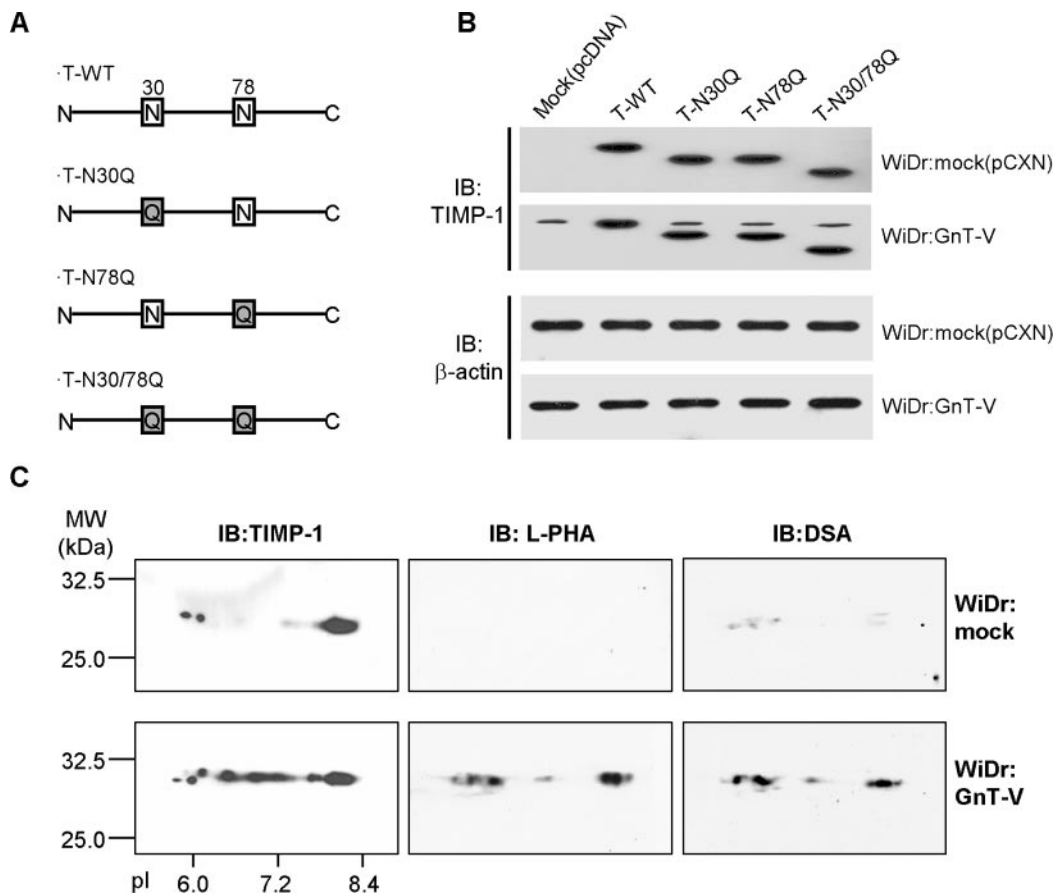 A
·T-WT
30 78
N N N C
·T-N30Q
N Q N C
·T-N78Q
N N Q C
·T-N30/78Q
N Q Q C
B
Mock(pcDNA) T-WT T-N30Q T-N78Q T-N30/78Q
IB:
TIMP-1
WiDr:mock(pCXN)
WiDr:GnT-V
IB:
β-actin
WiDr:mock(pCXN)
WiDr:GnT-V
C
MW
(kDa)
IB:TIMP-1 IB: L-PHA IB:DSA
32.5
25.0
WiDr:
mock
32.5
25.0
WiDr:
GnT-V
pI 6.0 7.2 8.4